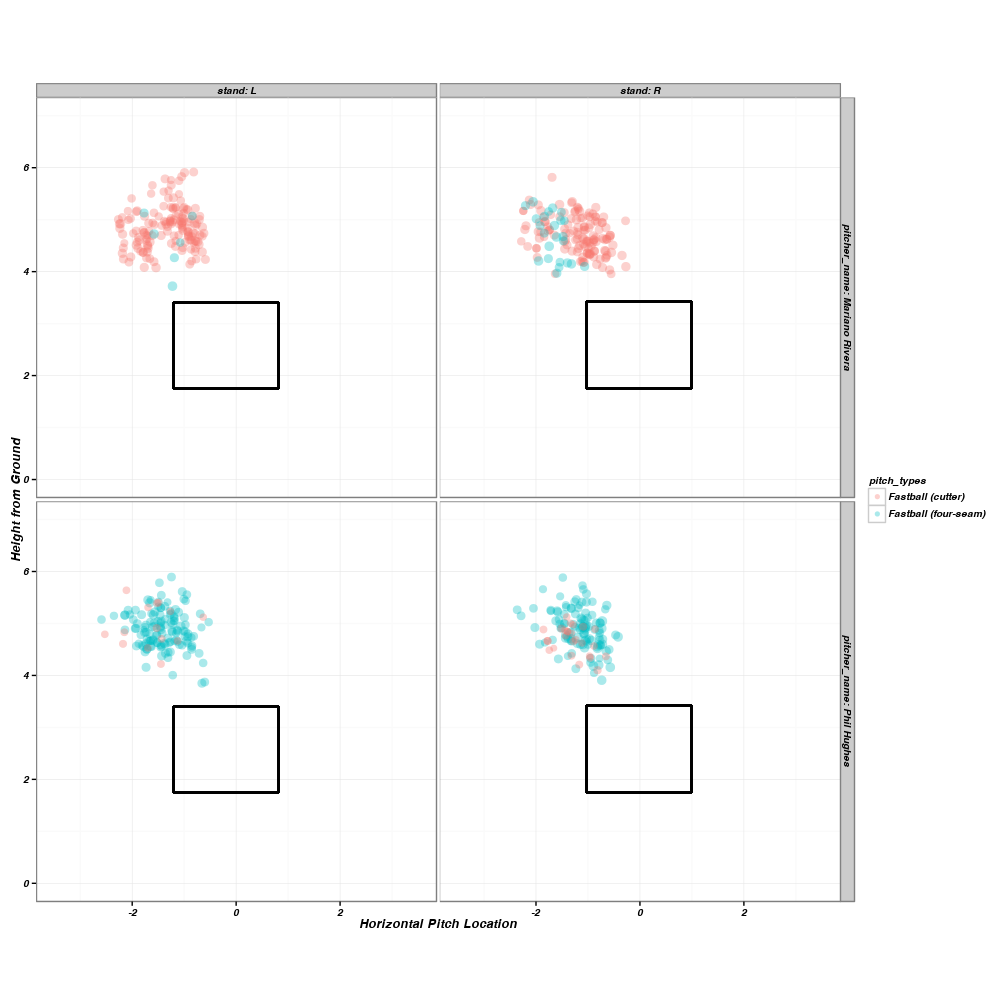 stand: L
stand: R
pitcher_name: Mariano Rivera
pitcher_name: Phil Hughes
Height from Ground
6
4
2
0
6
4
2
0
-2
0
2
-2
0
2
Horizontal Pitch Location
pitch_types
Fastball (cutter)
Fastball (four-seam)